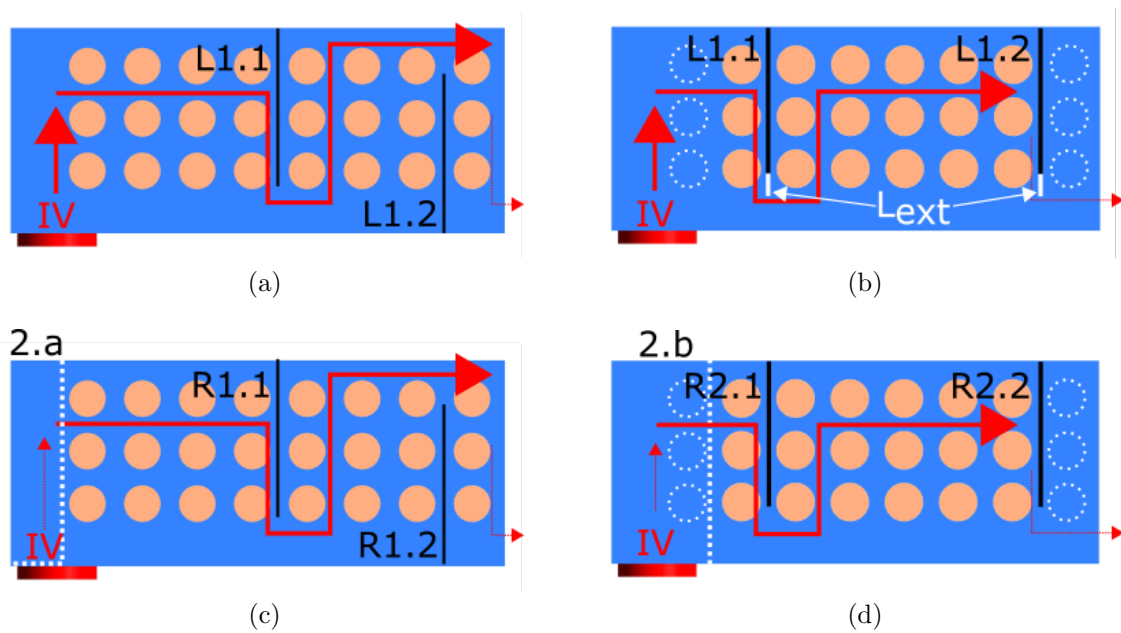 L1.1
IV
L1.2
(a)
L1.1
L1.2
IV
Lext
(b)
2.a
R1.1
IV
R1.2
(c)
2.b
R2.1
R2.2
IV
(d)